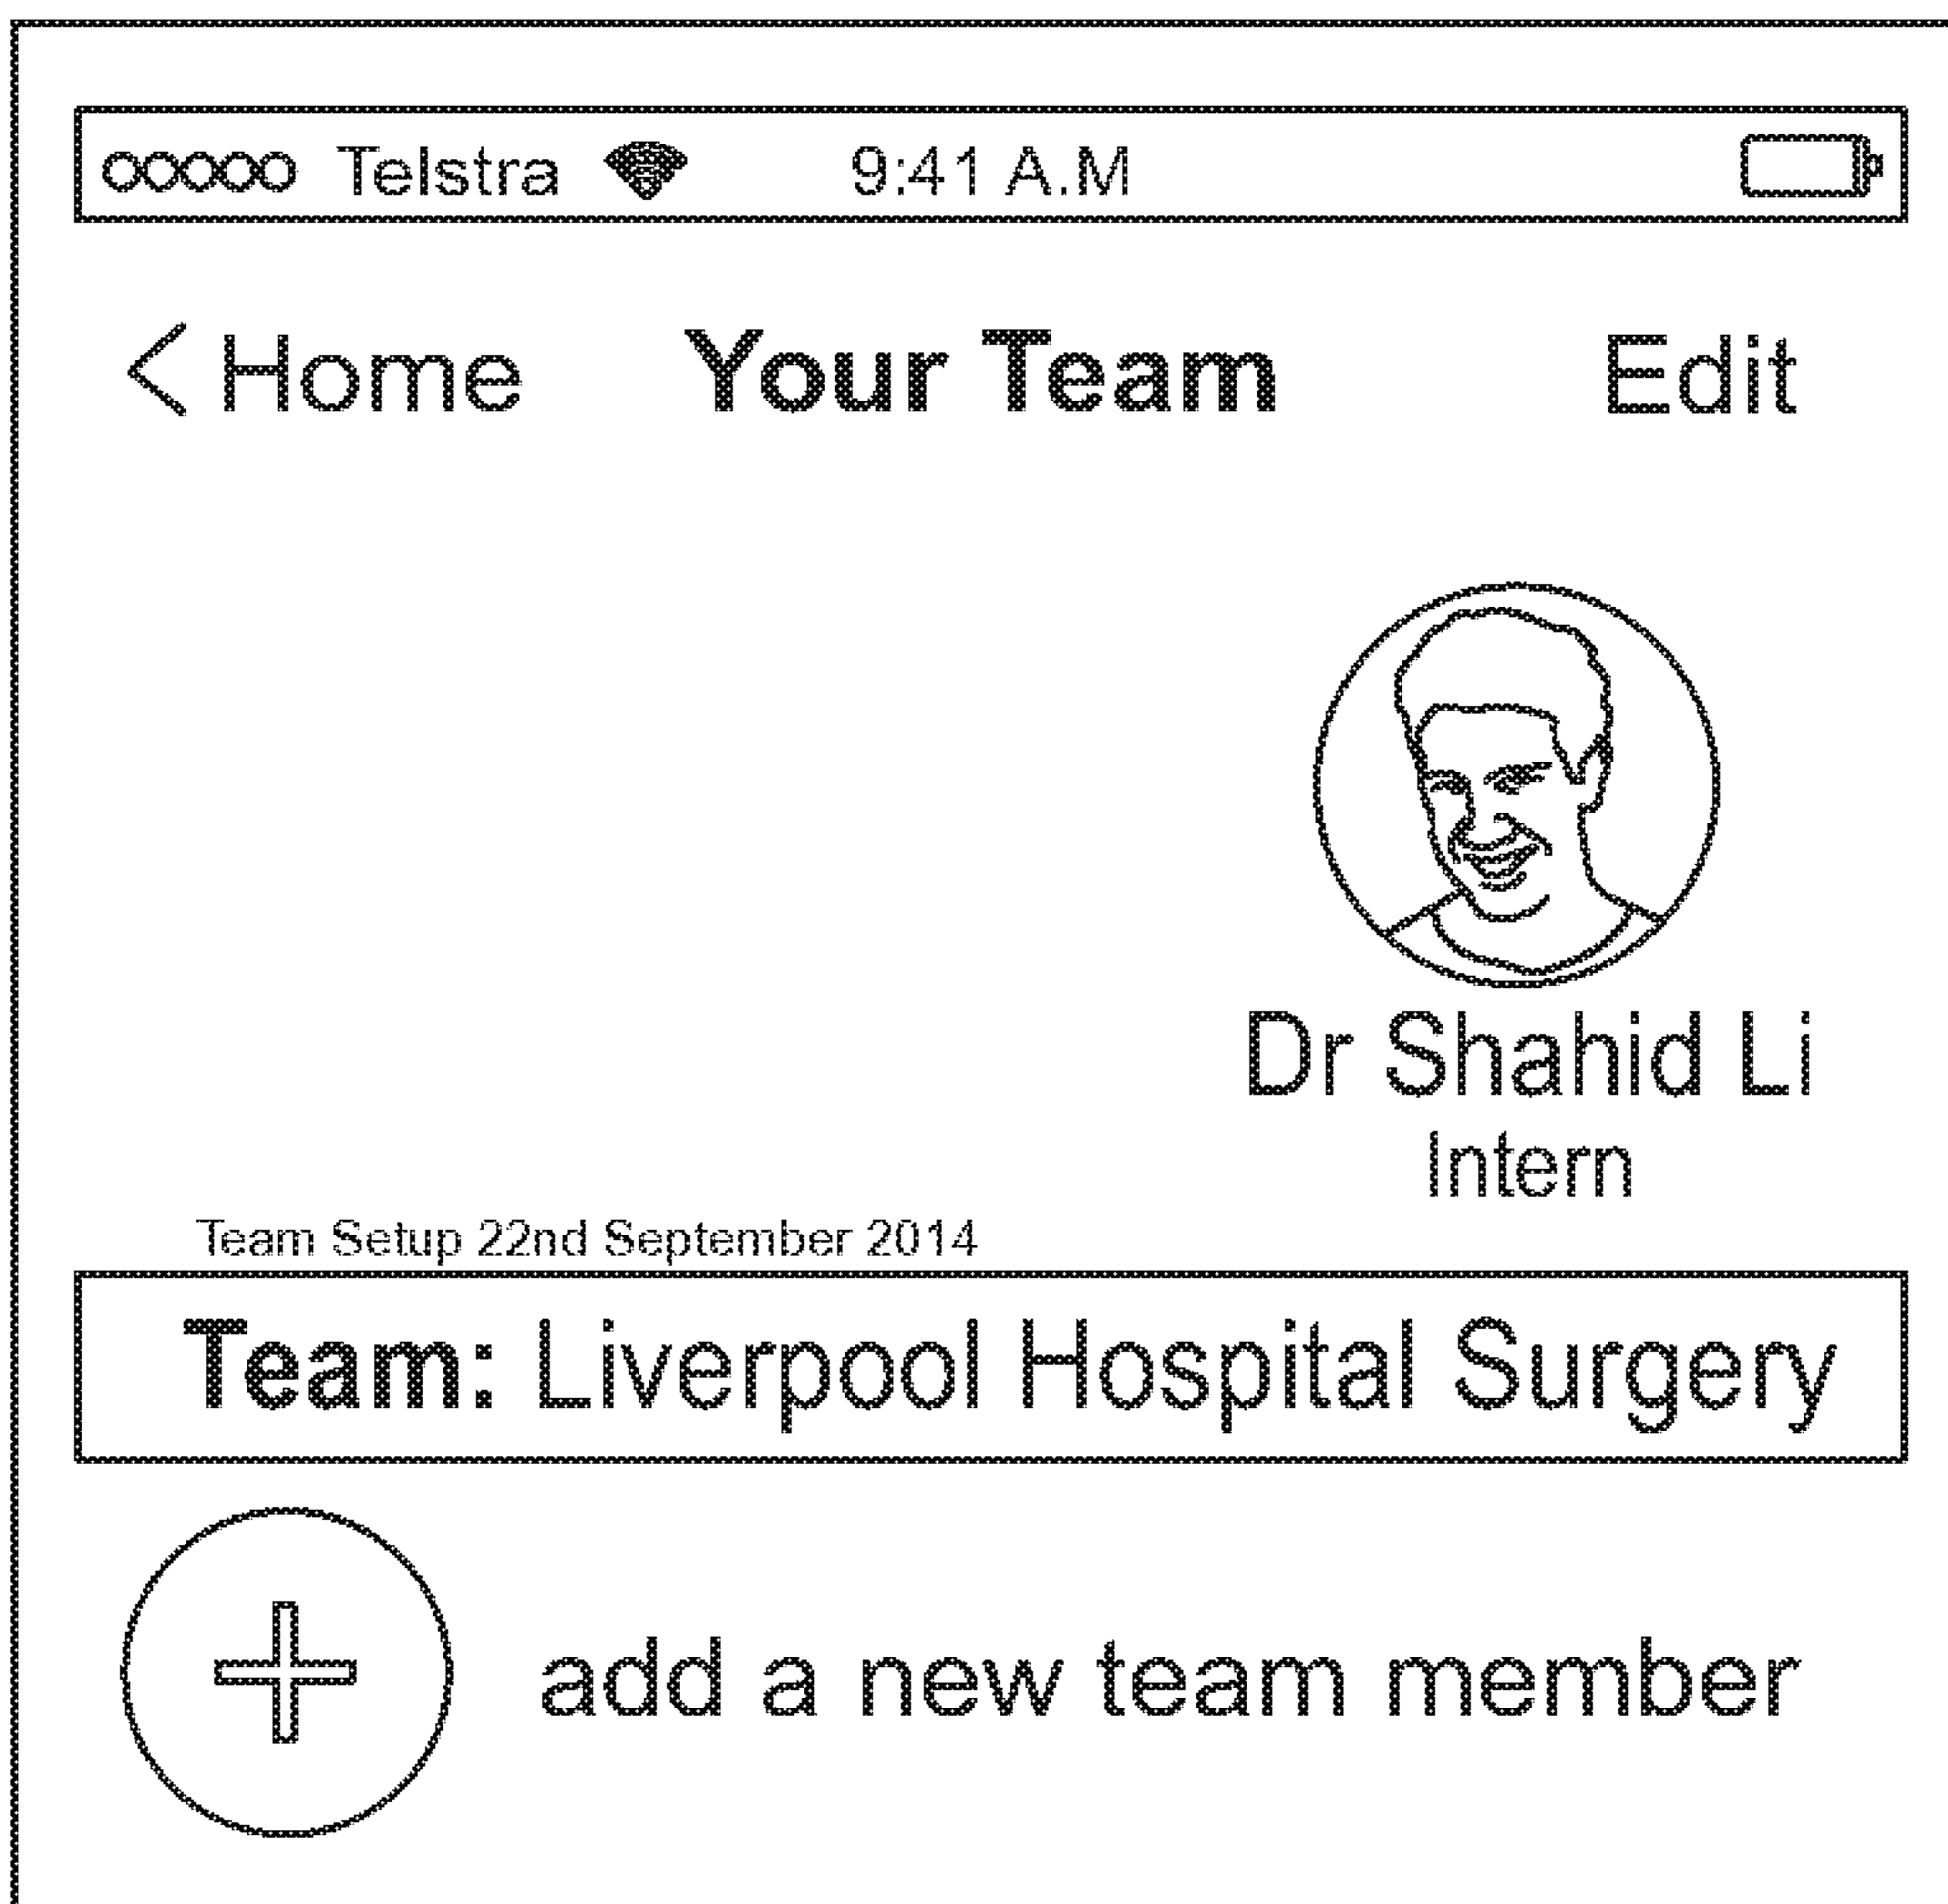 Telstra 9:41 A.M
< Home Your Team Edit
Dr Shahid Li
Intern
Team Setup 22nd September 2014
Team: Liverpool Hospital Surgery
+ add a new team member